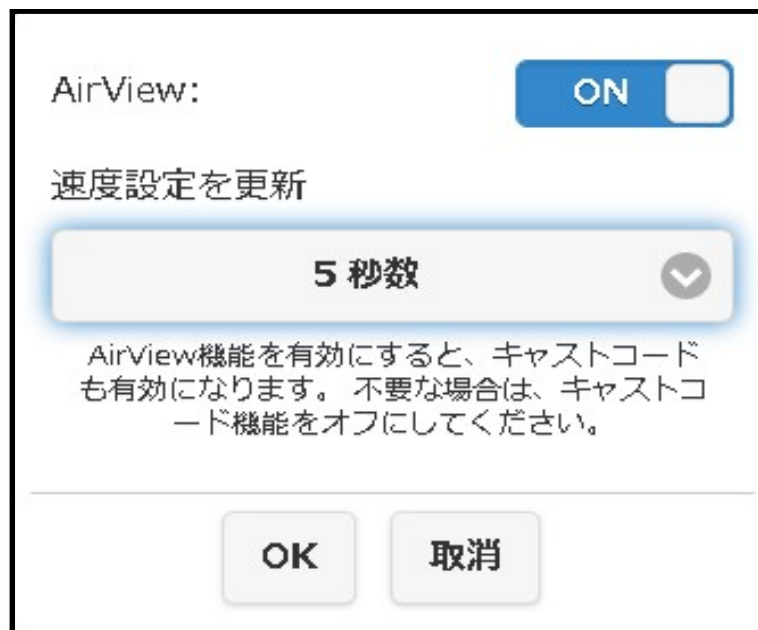 AirView:
ON
速度設定を更新
5 秒数
AirView機能を有効にすると、キャストコード
も有効になります。 不要な場合は、キャストコ
ード機能をオフにしてください。
OK
取消